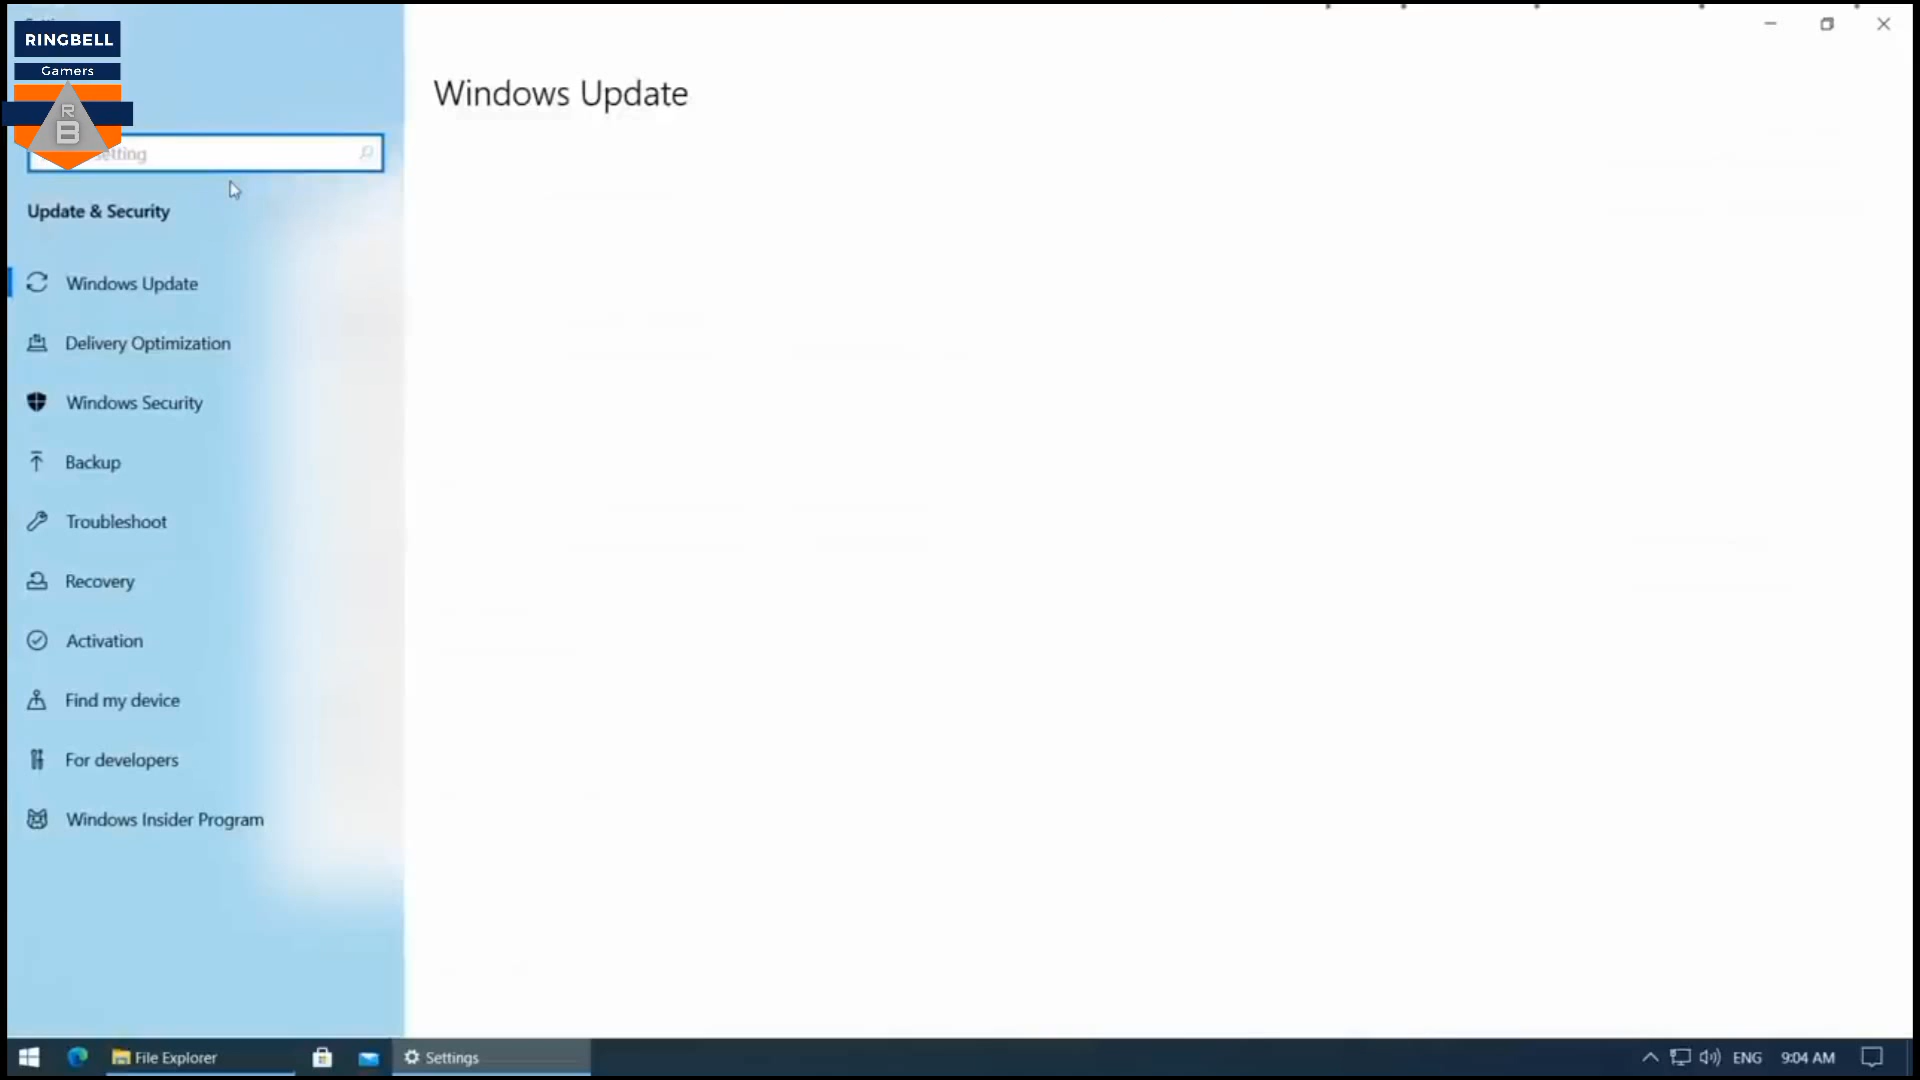 RINGBELL
Gamers
R
B
Windows Update
etting
Update & Security
Windows Update
Delivery Optimization
Windows Security
Backup
Troubleshoot
Recovery
Activation
Find my device
For developers
Windows Insider Program
File Explorer
Settings
ENG
9:04 AM